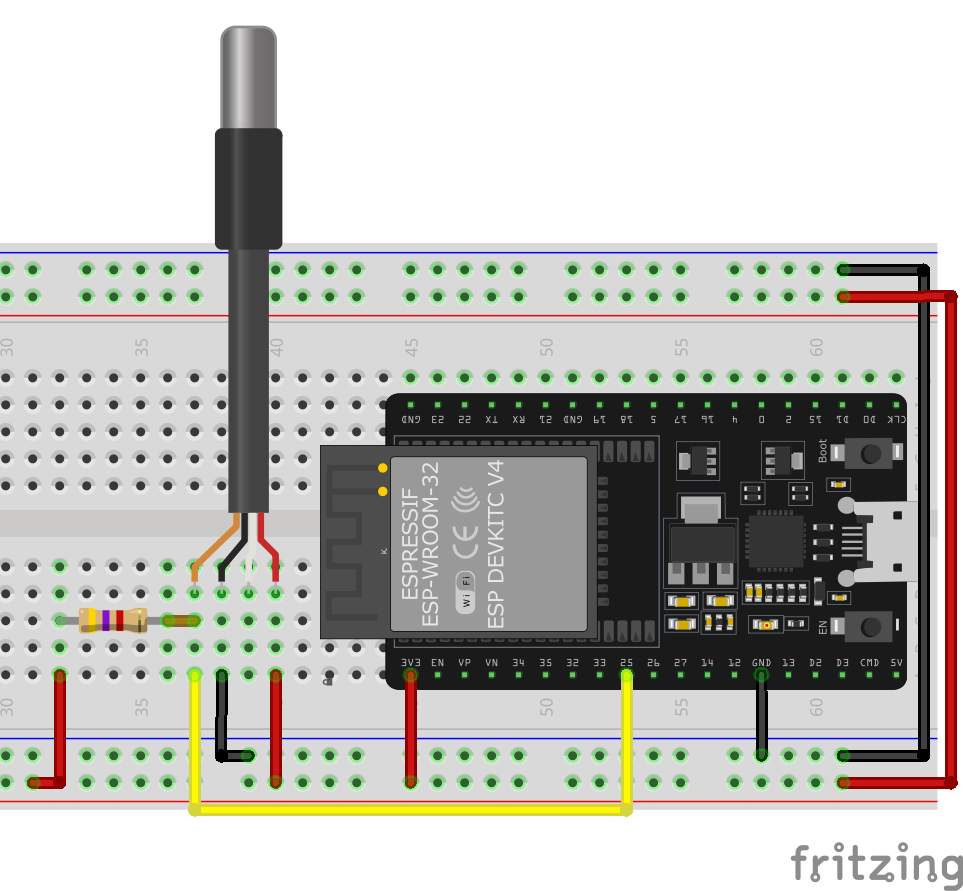 30
35
40
45
50
55
60
GND
23
22
TX
RX
21
GND
19
18
5
17
16
4
0
2
15
D1
D0
CLK
Boot
K
ESPRESSIF
ESP-WROOM-32
CE
Wi Fi
ESP DEVKITC V4
EN
3V3
EN
VP
VN
34
35
32
33
25
26
27
14
12
GND
13
D2
D3
CMD
5V
30
35
50
55
60
fritzing